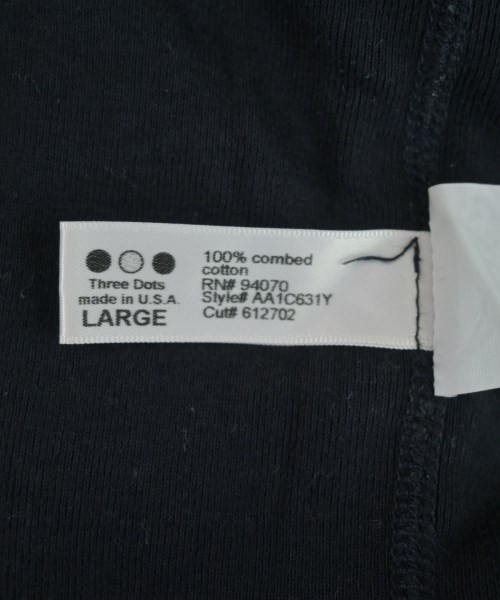 Three Dots
made in U.S.A.
LARGE
100% combed
cotton
RN# 94070
Style# AA1C631Y
Cut# 612702